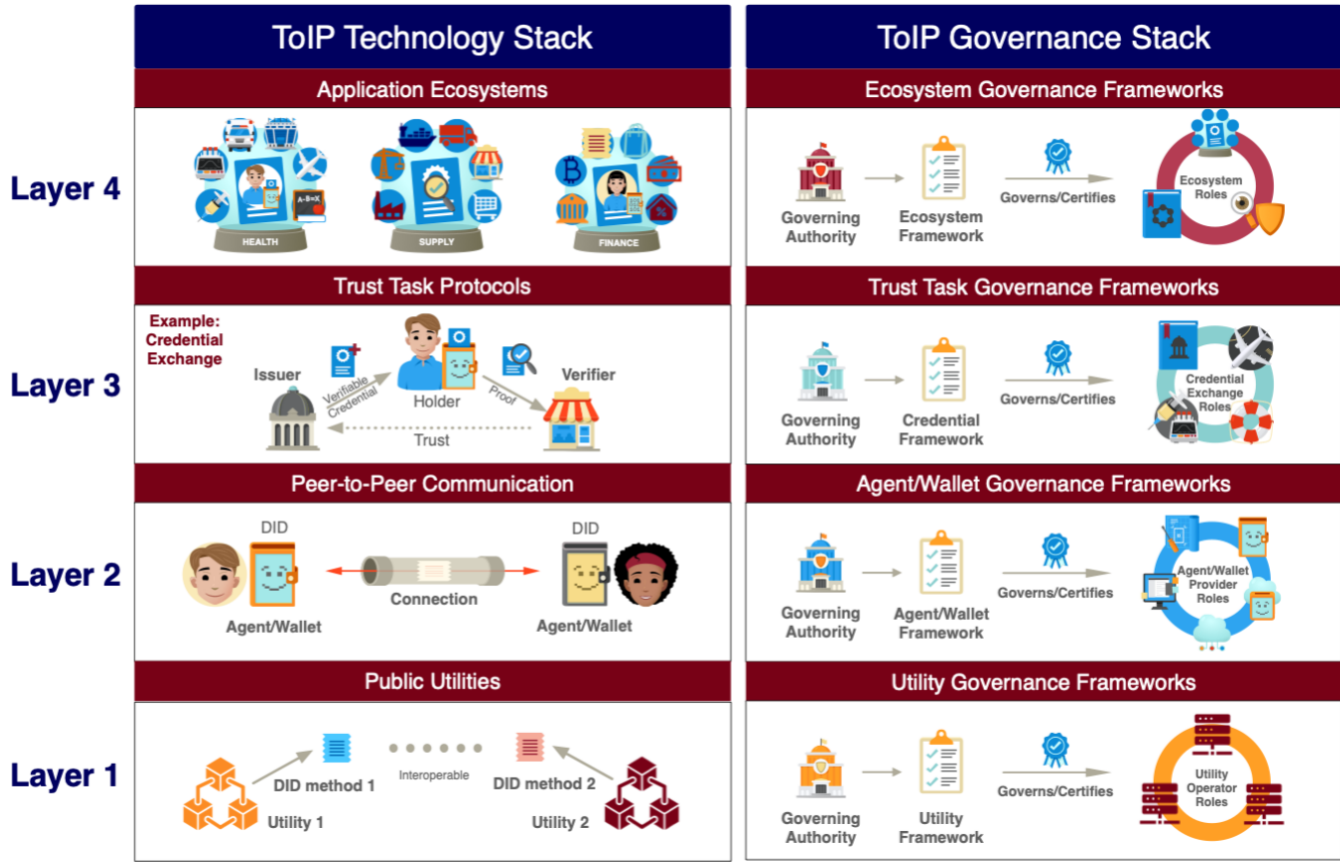 ToIP Technology Stack
ToIP Governance Stack
Layer 4
Application Ecosystems
A-B=X
HEALTH
SUPPLY
FINANCE
Ecosystem Governance Frameworks
Governing
Authority
Ecosystem
Framework
Governs/Certifies
Ecosystem
Roles
Layer 3
Trust Task Protocols
Example:
Credential
Exchange
Issuer
Verifiable
Credential
Holder
Proof
Verifier
Trust
Trust Task Governance Frameworks
Governing
Authority
Credential
Framework
Governs/Certifies
Credential
Exchange
Roles
Layer 2
Peer-to-Peer Communication
DID
Agent/Wallet
Connection
DID
Agent/Wallet
Agent/Wallet Governance Frameworks
Governing
Authority
Agent/Wallet
Framework
Governs/Certifies
Agent/Wallet
Provider
Roles
Layer 1
Public Utilities
DID method 1
Utility 1
Interoperable
DID method 2
Utility 2
Utility Governance Frameworks
Governing
Authority
Utility
Framework
Governs/Certifies
Utility
Operator
Roles